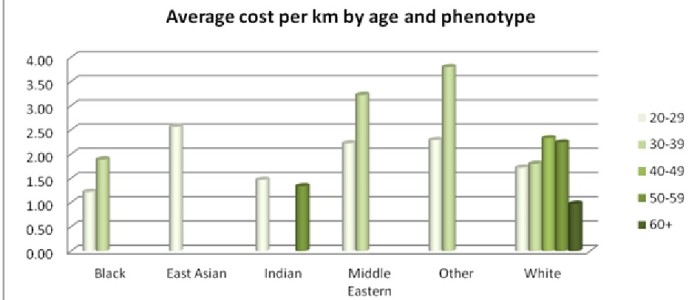 Average cost per km by age and phenotype
4.00
3.50
3.00
2.50
2.00
1.50
1.00
0.50
0.00
Black
East Asian
Indian
Middle
Eastern
Other
White
20-29
30-39
40-49
50-59
60+